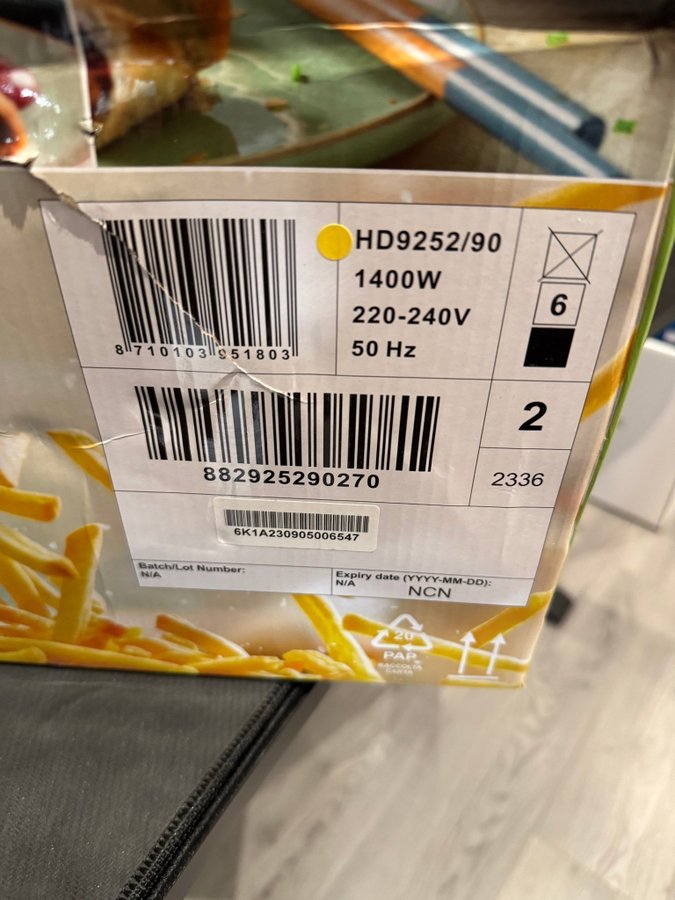 HD9252/90
1400W
220-240V
50 Hz
6
8 710103 951803
2
882925290270
2336
6K1A230905006547
Batch/Lot Number:
N/A
Expiry date (YYYY-MM-DD):
N/A
NCN
20
PAP
RACCOLTA
CARTA